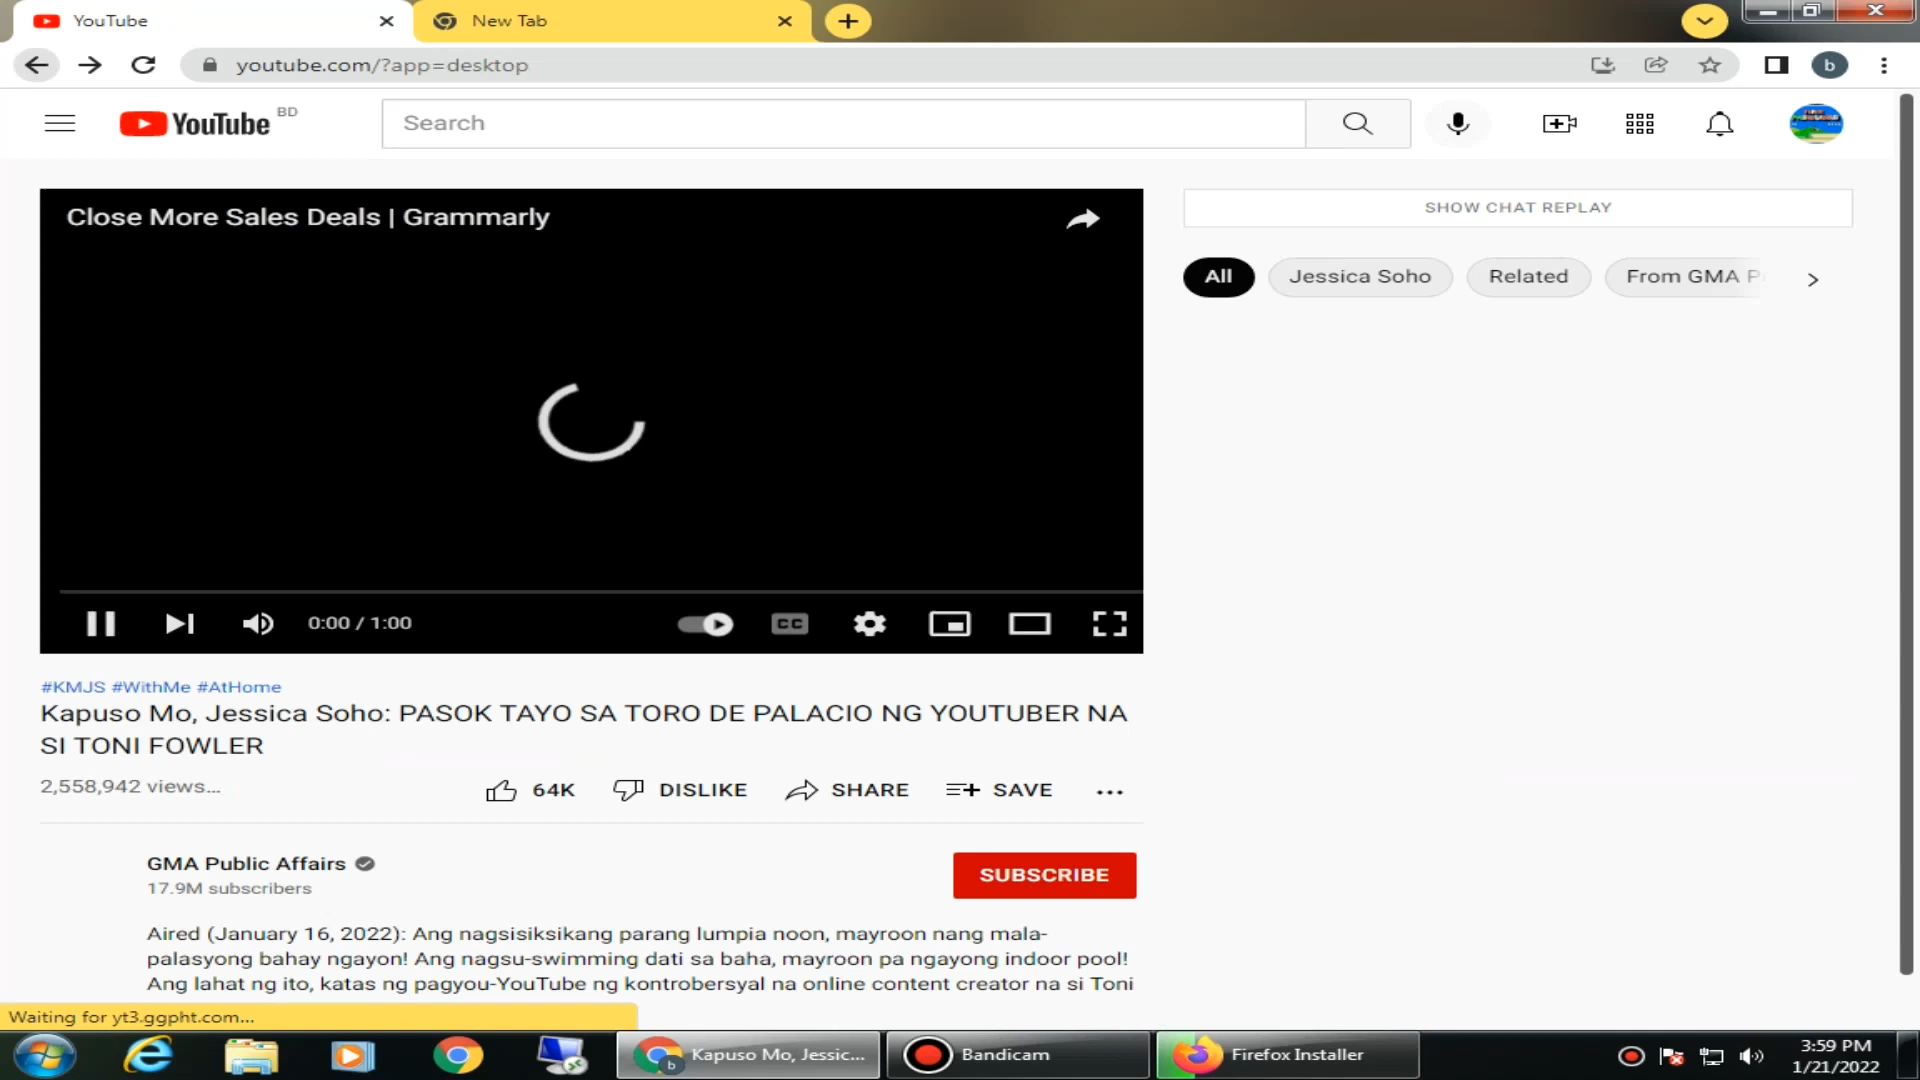 YouTube
New Tab
youtube.com/?app=desktop
b
YouTube BD
Search
Close More Sales Deals | Grammarly
SHOW CHAT REPLAY
All
Jessica Soho
Related
From GMA P
CC
0:00 / 1:00
#KMJS #WithMe #AtHome
Kapuso Mo, Jessica Soho: PASOK TAYO SA TORO DE PALACIO NG YOUTUBER NA
SI TONI FOWLER
2,558,942 views...
64K
DISLIKE
SHARE
SAVE
GMA Public Affairs
17.9M subscribers
SUBSCRIBE
Aired (January 16, 2022): Ang nagsisiksikang parang lumpia noon, mayroon nang mala-
palasyong bahay ngayon! Ang nagsu-swimming dati sa baha, mayroon pa ngayong indoor pool!
Ang lahat ng ito, katas ng pagyou-YouTube ng kontrobersyal na online content creator na si Toni
Waiting for yt3.ggpht.com...
b
Kapuso Mo, Jessic...
Bandicam
Firefox Installer
3:59 PM
1/21/2022